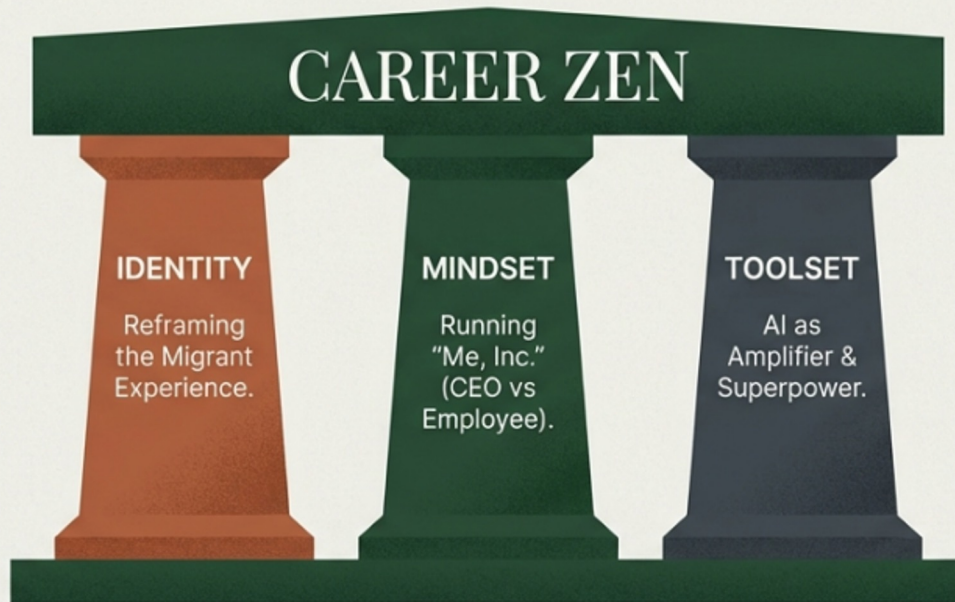 CAREER ZEN
IDENTITY
Reframing
the Migrant
Experience.
MINDSET
Running
“Me, Inc.”
(CEO vs
Employee).
TOOLSET
AI as
Amplifier &
Superpower.